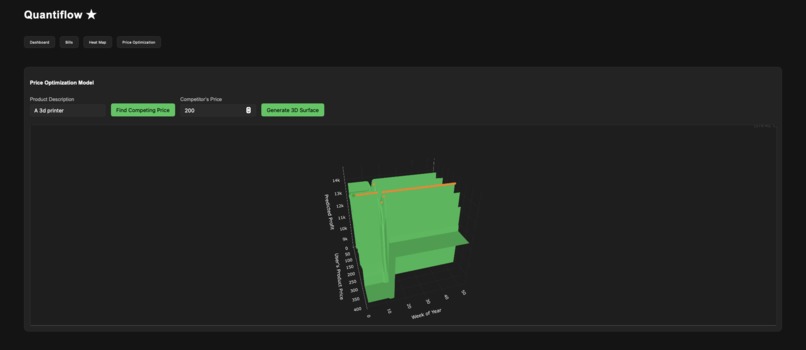 Quantiflow ★
Dashboard
Bills
Heat Map
Price Optimization
Price Optimization Model
Product Description
Competitor's Price
A 3d printer
Find Competing Price
200
Generate 3D Surface
14k
13k
12k
11k
10k
9k
Predicted Profit
0
50
100
150
200
250
300
350
400
User's Product Price
0
10
20
30
40
50
Week of Year